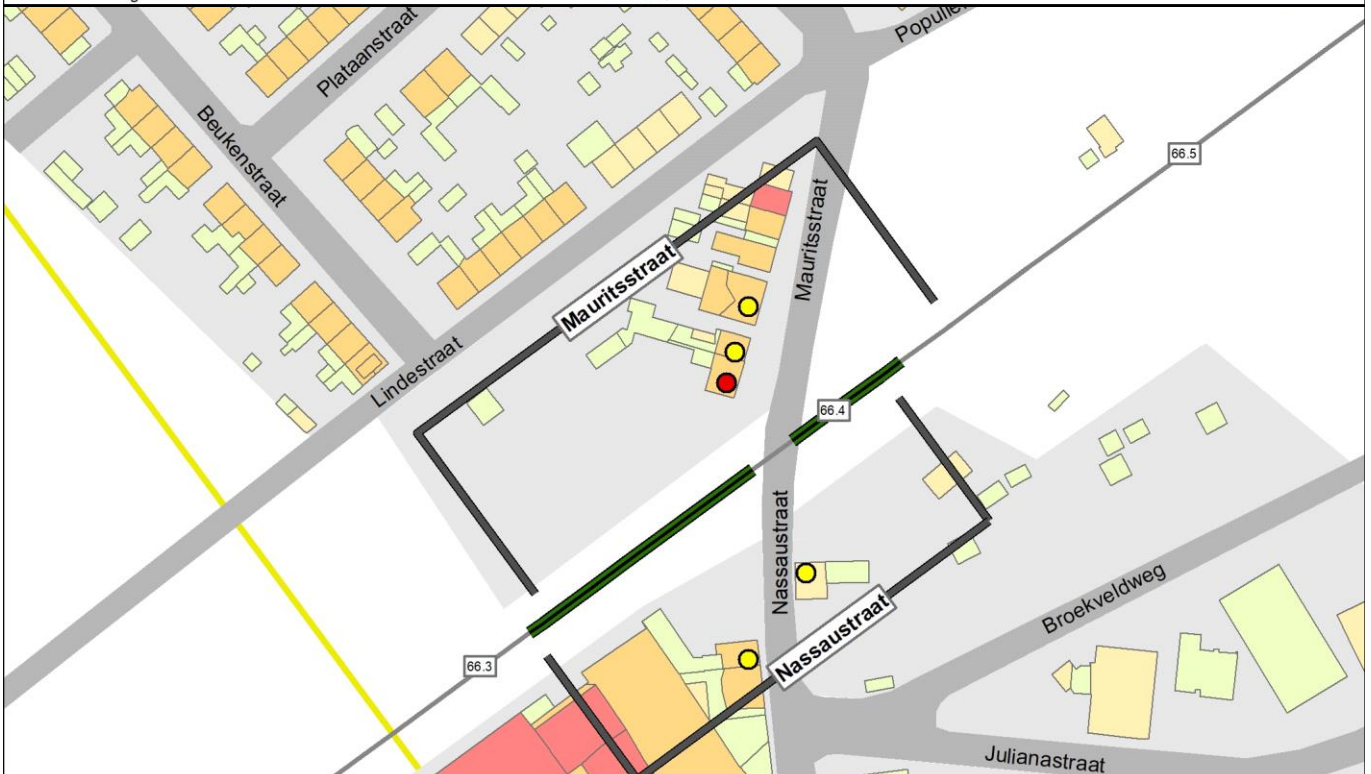 Plataanstraat
Populie
Beukenstraat
66.5
Mauritsstraat
Mauritsstraat
Lindestraat
66.4
Nassaustraat
Broekveldweg
Nassaustraat
66.3
Julianastraat